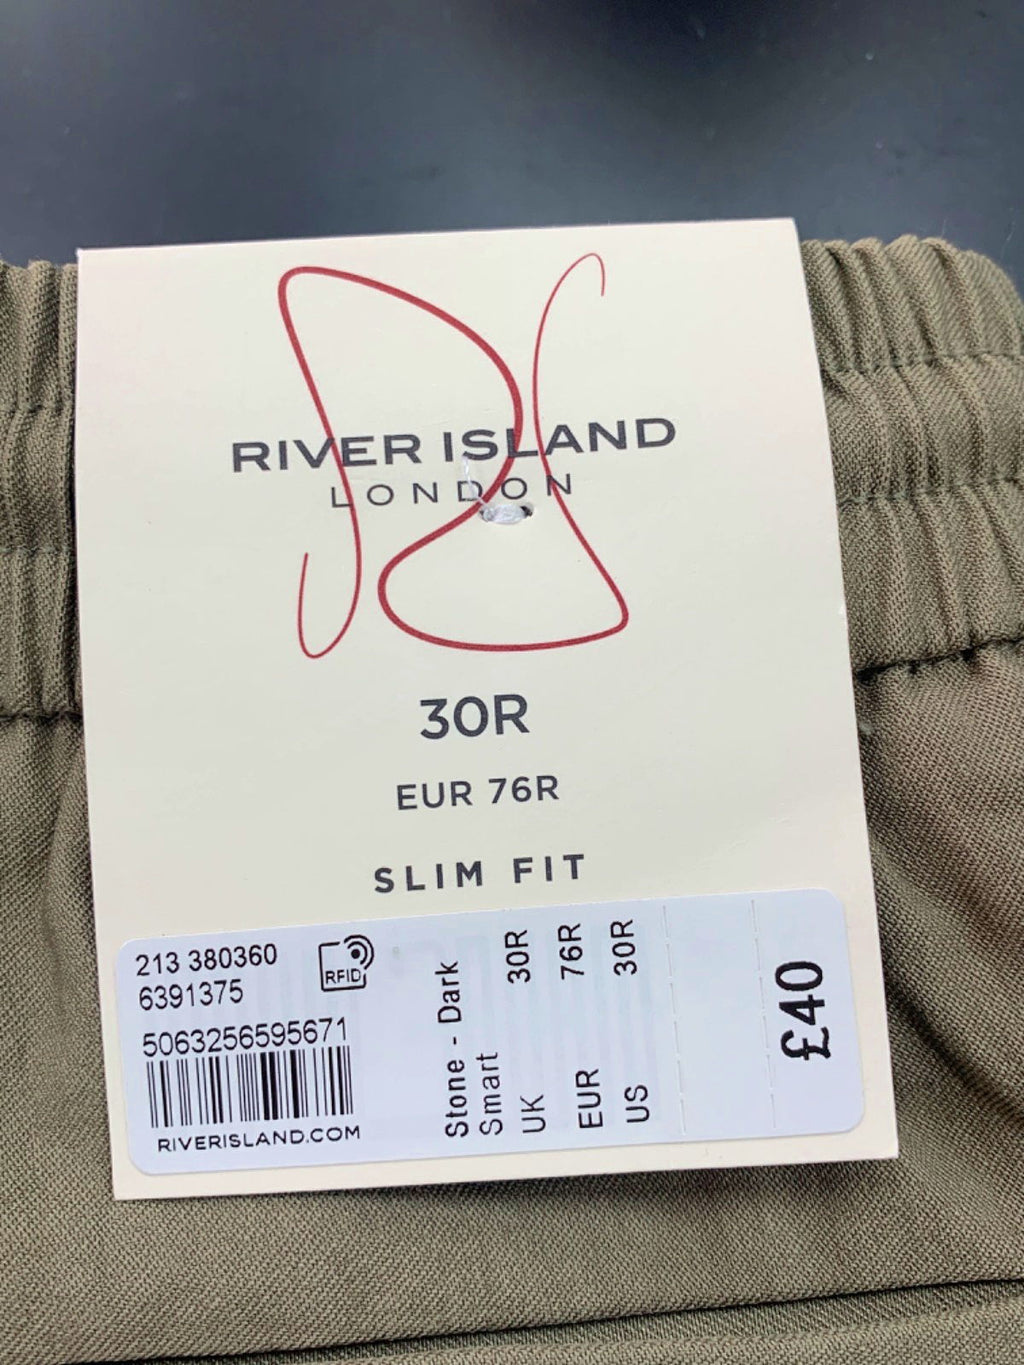 RIVER ISLAND
LONDON
30R
EUR 76R
SLIM FIT
213 380360
6391375
RFID
5063256595671
RIVERISLAND.COM
Stone - Dark
Smart
UK 30R
EUR 76R
US 30R
£40